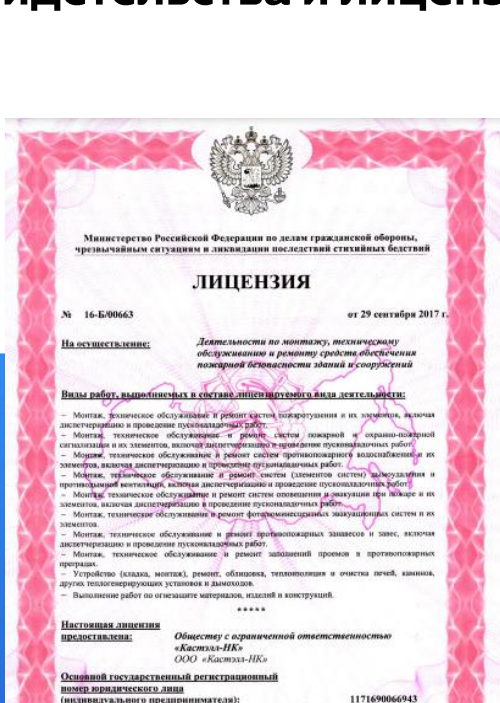 идетельства и лиценз
Министерство Российской Федерации по делам гражданской обороны,
чрезвычайным ситуациям и ликвидации последствий стихийных бедствий
ЛИЦЕНЗИЯ
№ 16-Б/00663 от 29 сентября 2017 г.
На осуществление: Деятельности по монтажу, техническому
обслуживанию и ремонту средств обеспечения
пожарной безопасности зданий и сооружений
Виды работ, выполняемых в составе лицензируемого вида деятельности:
– Монтаж, техническое обслуживание и ремонт систем пожаротушения и их элементов, включая
диспетчеризацию и проведение пусконаладочных работ.
– Монтаж, техническое обслуживание и ремонт систем пожарной и охранно-пожарной
сигнализации и их элементов, включая диспетчеризацию и проведение пусконаладочных работ.
– Монтаж, техническое обслуживание и ремонт систем противопожарного водоснабжения и их
элементов, включая диспетчеризацию и проведение пусконаладочных работ.
– Монтаж, техническое обслуживание и ремонт систем (элементов систем) дымоудаления и
противодымной вентиляции, включая диспетчеризацию и проведение пусконаладочных работ.
– Монтаж, техническое обслуживание и ремонт систем оповещения и эвакуации при пожаре и их
элементов, включая диспетчеризацию и проведение пусконаладочных работ.
– Монтаж, техническое обслуживание и ремонт фотолюминесцентных эвакуационных систем и их
элементов.
– Монтаж, техническое обслуживание и ремонт противопожарных занавесов и завес, включая
диспетчеризацию и проведение пусконаладочных работ.
– Монтаж, техническое обслуживание и ремонт заполнений проемов в противопожарных
преградах.
– Устройство (кладка, монтаж), ремонт, облицовка, теплоизоляция и очистка печей, каминов,
других теплогенерирующих установок и дымоходов.
– Выполнение работ по огнезащите материалов, изделий и конструкций.
*****
Настоящая лицензия
предоставлена: Обществу с ограниченной ответственностью
«Кастэлл-НК»
ООО «Кастэлл-НК»
Основной государственный регистрационный
номер юридического лица
(индивидуального предпринимателя): 1171690066943